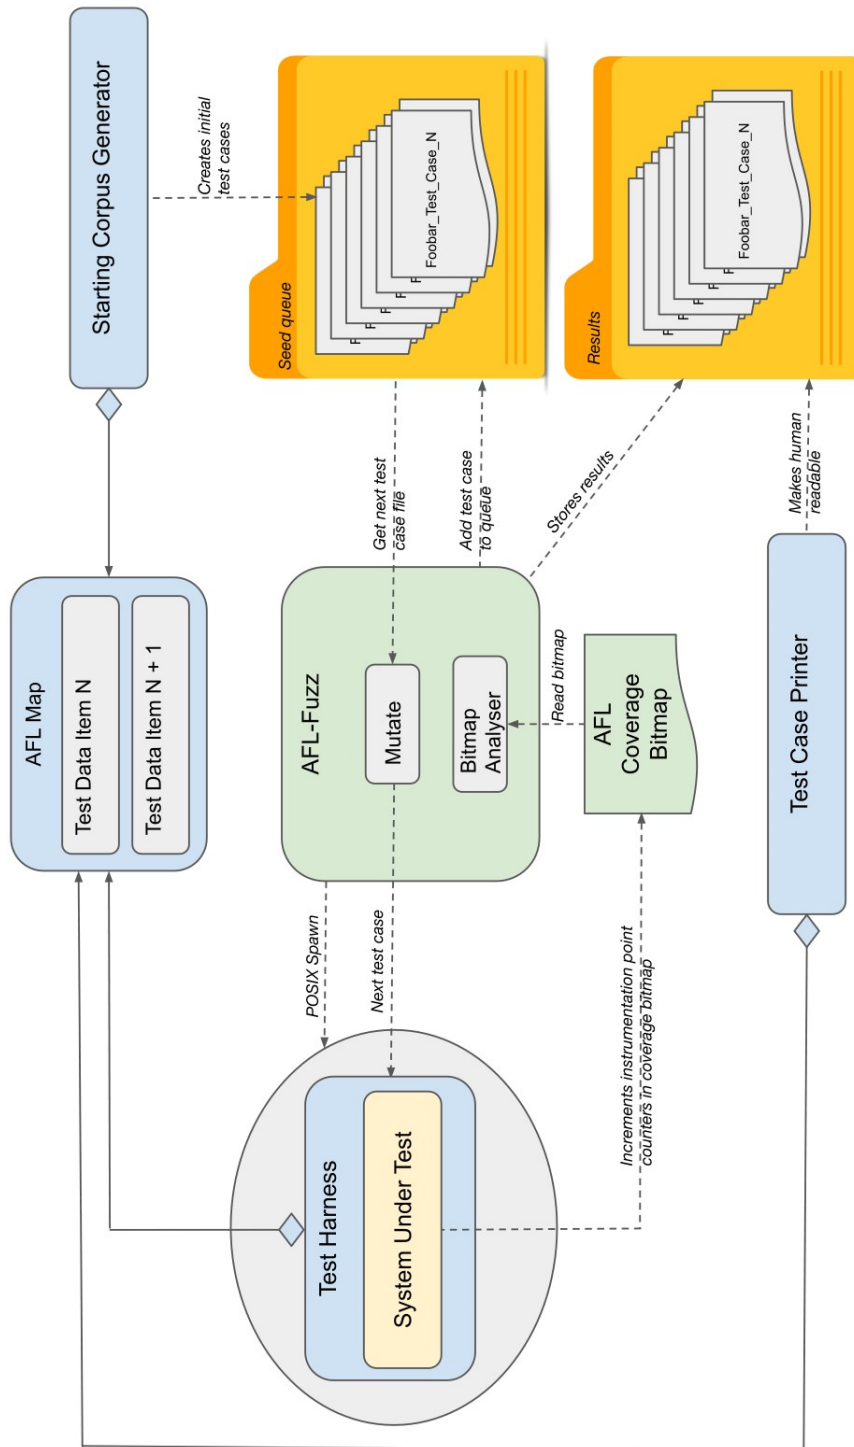 AFL Map
Test Data Item N
Test Data Item N + 1
Starting Corpus Generator
Creates initial
test cases
Test Harness
System Under Test
POSIX Spawn
Next test case
AFL-Fuzz
Mutate
Bitmap
Analyser
Get next test
case file
Add test case
to queue
Seed queue
Foobar_Test_Case_N
Increments instrumentation point
counters in coverage bitmap
AFL
Coverage
Bitmap
Read bitmap
Stores results
Results
Foobar_Test_Case_N
Test Case Printer
Makes human
readable